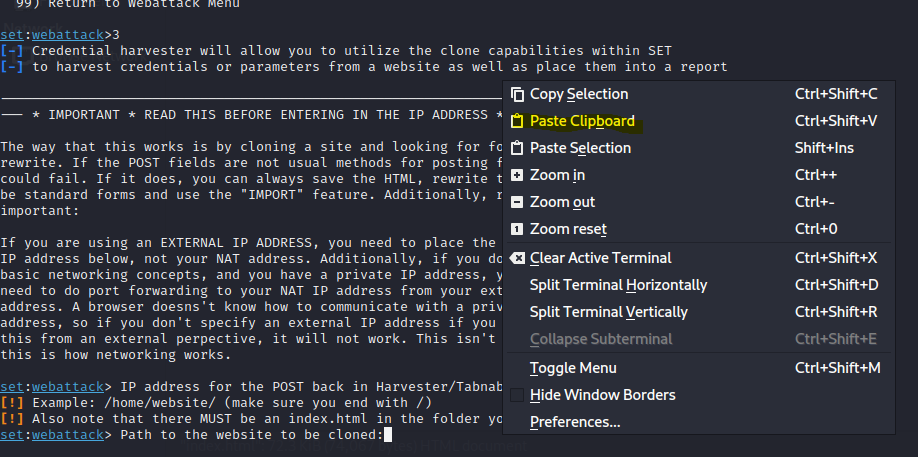 99) Return to Webattack Menu
set:webattack>3
[-] Credential harvester will allow you to utilize the clone capabilities within SET
[-] to harvest credentials or parameters from a website as well as place them into a report
--- * IMPORTANT * READ THIS BEFORE ENTERING IN THE IP ADDRESS *
The way that this works is by cloning a site and looking for fo
rewrite. If the POST fields are not usual methods for posting f
could fail. If it does, you can always save the HTML, rewrite t
be standard forms and use the "IMPORT" feature. Additionally, r
important:
If you are using an EXTERNAL IP ADDRESS, you need to place the
IP address below, not your NAT address. Additionally, if you do
basic networking concepts, and you have a private IP address, y
need to do port forwarding to your NAT IP address from your ext
address. A browser doesns't know how to communicate with a priv
address, so if you don't specify an external IP address if you
this from an external perpective, it will not work. This isn't
this is how networking works.
set:webattack> IP address for the POST back in Harvester/Tabnab
[!] Example: /home/website/ (make sure you end with /)
[!] Also note that there MUST be an index.html in the folder yo
set:webattack> Path to the website to be cloned:
Copy Selection Ctrl+Shift+C
Paste Clipboard Ctrl+Shift+V
Paste Selection Shift+Ins
Zoom in Ctrl++
Zoom out Ctrl+-
Zoom reset Ctrl+0
Clear Active Terminal Ctrl+Shift+X
Split Terminal Horizontally Ctrl+Shift+D
Split Terminal Vertically Ctrl+Shift+R
Collapse Subterminal Ctrl+Shift+E
Toggle Menu Ctrl+Shift+M
Hide Window Borders
Preferences...